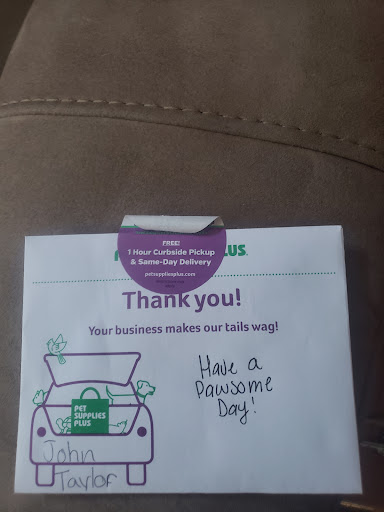 FREE!
1 Hour Curbside Pickup
& Same-Day Delivery
petsuppliesplus.com
LUS.
Thank you!
Your business makes our tails wag!
Have a
Pawsome
Day!
PET
SUPPLIES
PLUS
John
Taylor